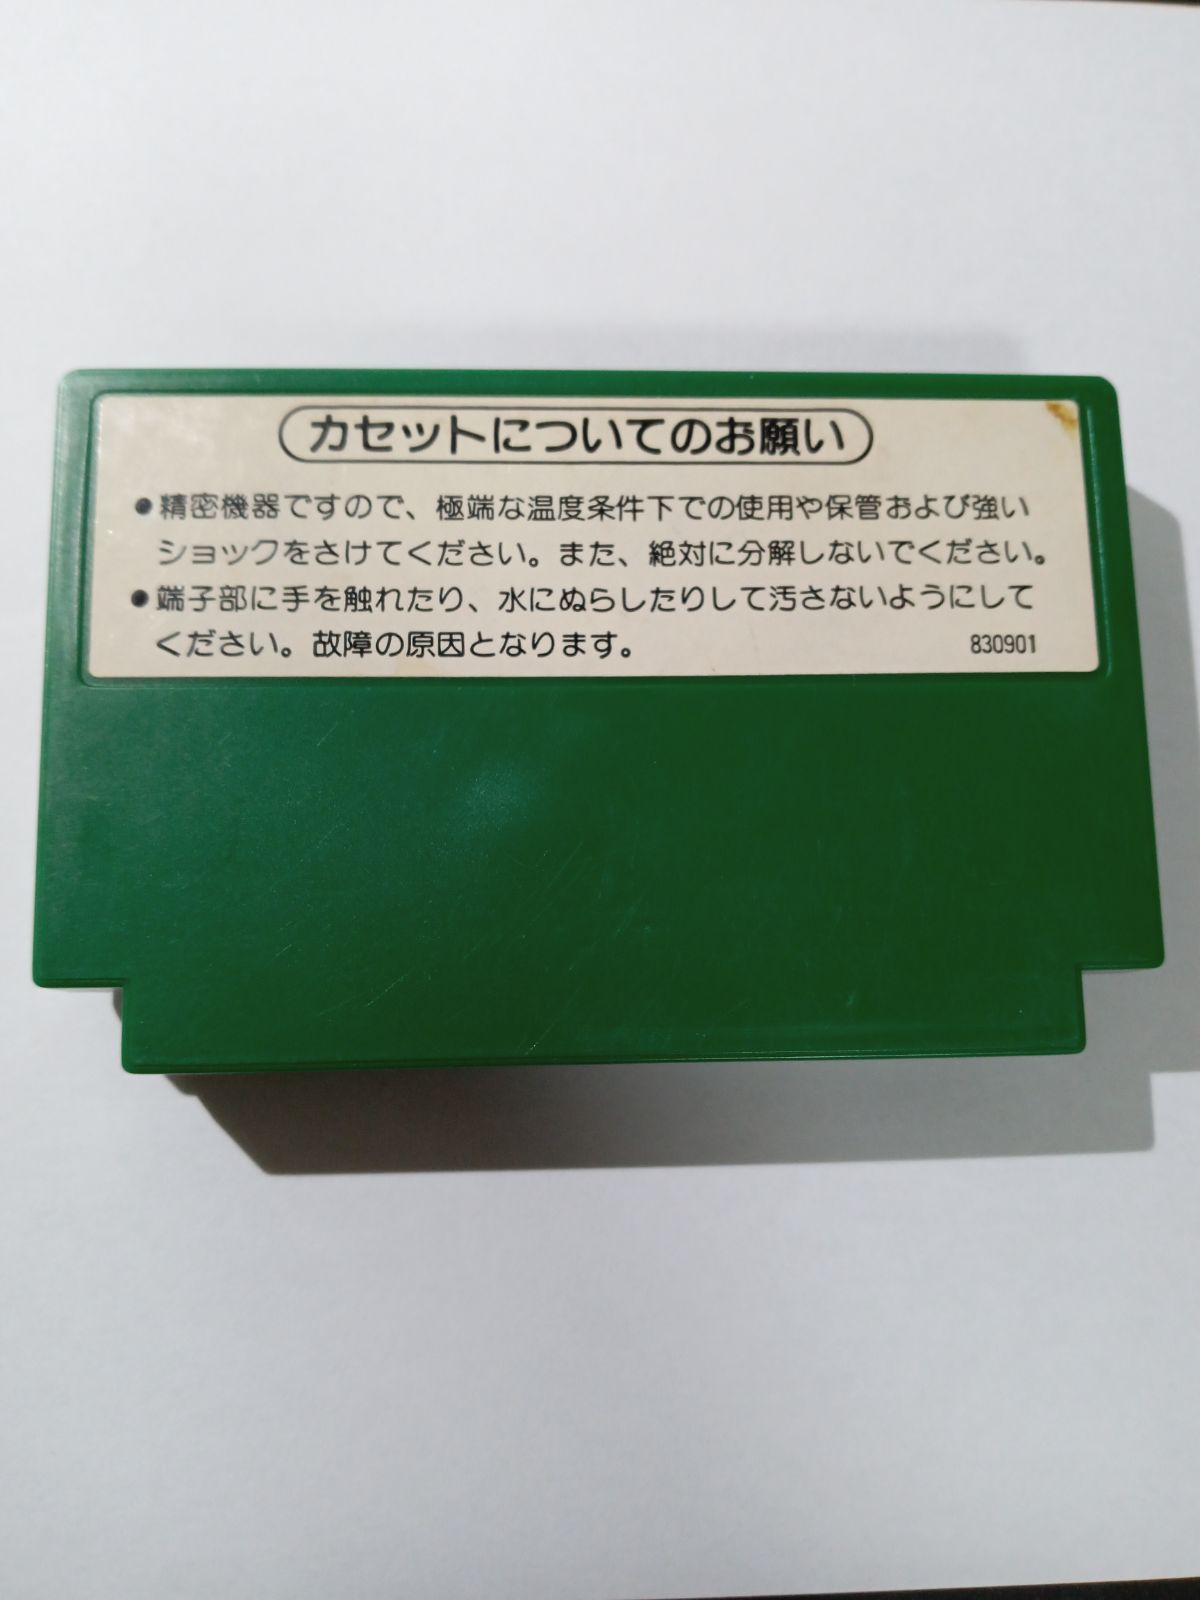 カセットについてのお願い
●精密機器ですので、極端な温度条件下での使用や保管および強い
ショックをさけてください。また、絶対に分解しないでください。
●端子部に手を触れたり、水にぬらしたりして汚さないようにして
ください。故障の原因となります。
830901